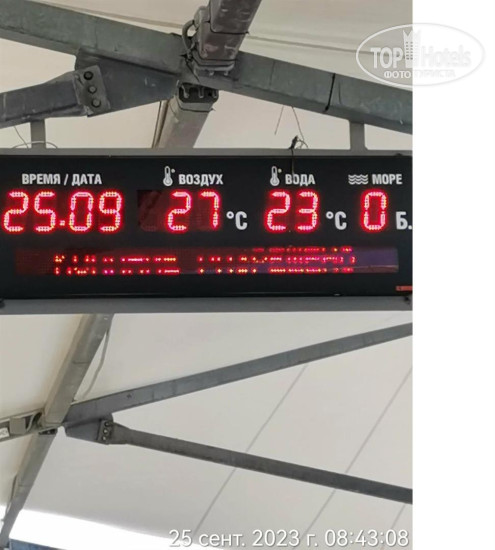 TOP Hotels
ФОТО ТУРИСТА
ВРЕМЯ / ДАТА ВОЗДУХ ВОДА МОРЕ
25.09 27 °C 23 °C 0 Б.
25 сент. 2023 г. 08:43:08